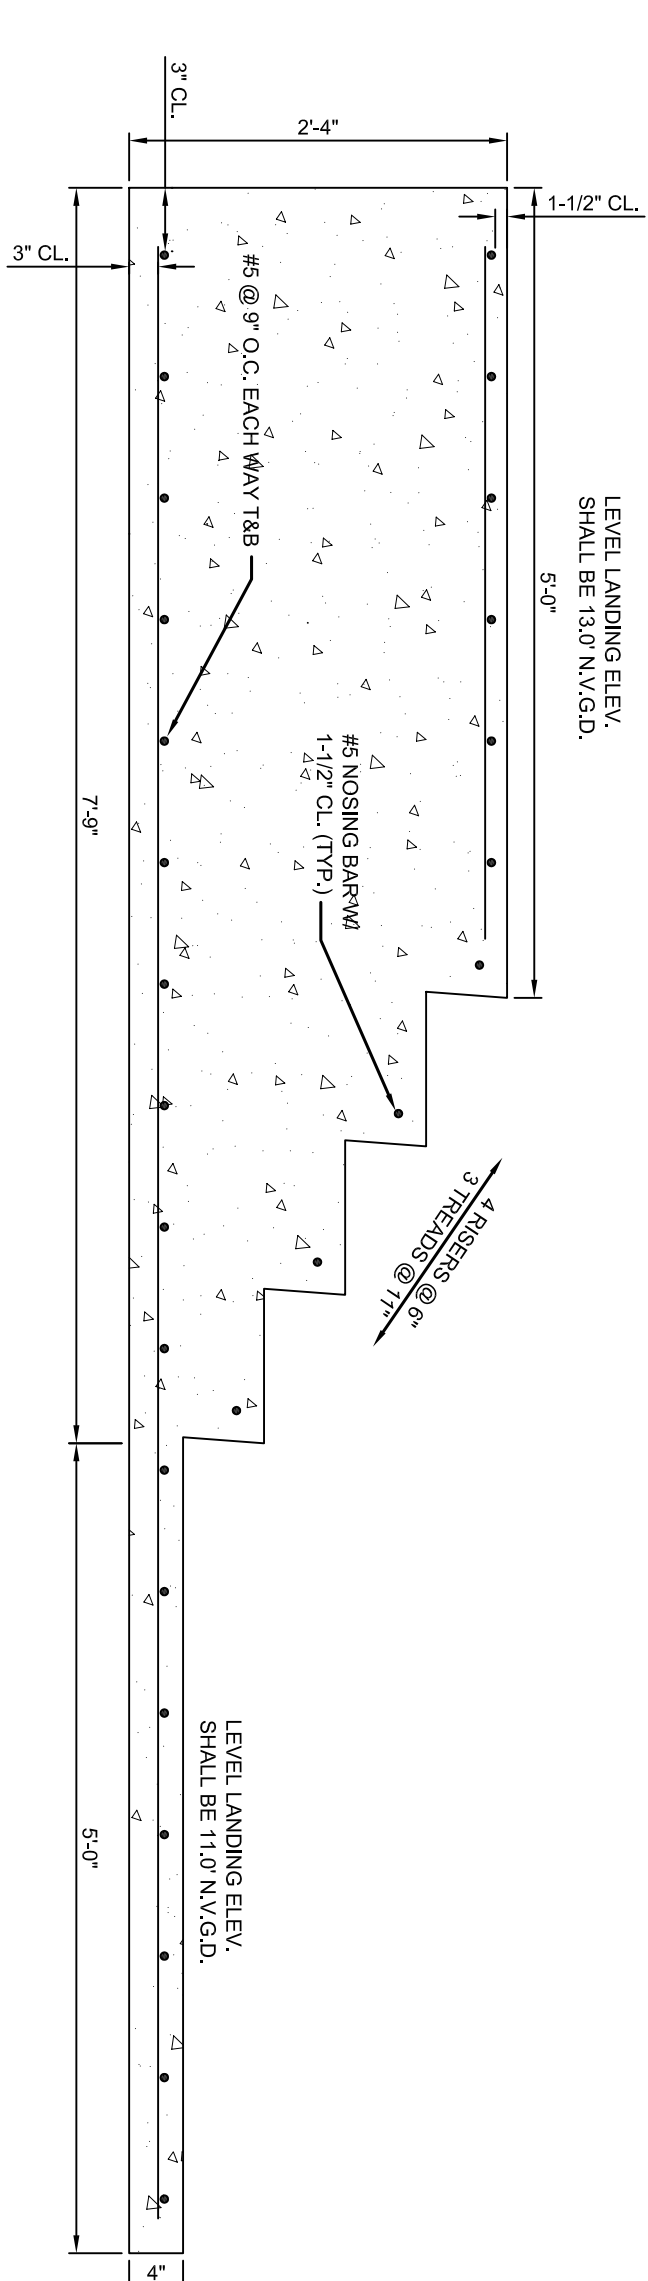 3" CL.
2'-4"
1-1/2" CL.
3" CL.
#5 @ 9" O.C. EACH WAY T&B
LEVEL LANDING ELEV.
SHALL BE 13.0' N.V.G.D.
5'-0"
#5 NOSING BAR W/
1-1/2" CL. (TYP.)
7'-9"
4 RISERS @ 6"
3 TREADS @ 11"
LEVEL LANDING ELEV.
SHALL BE 11.0' N.V.G.D.
5'-0"
4"